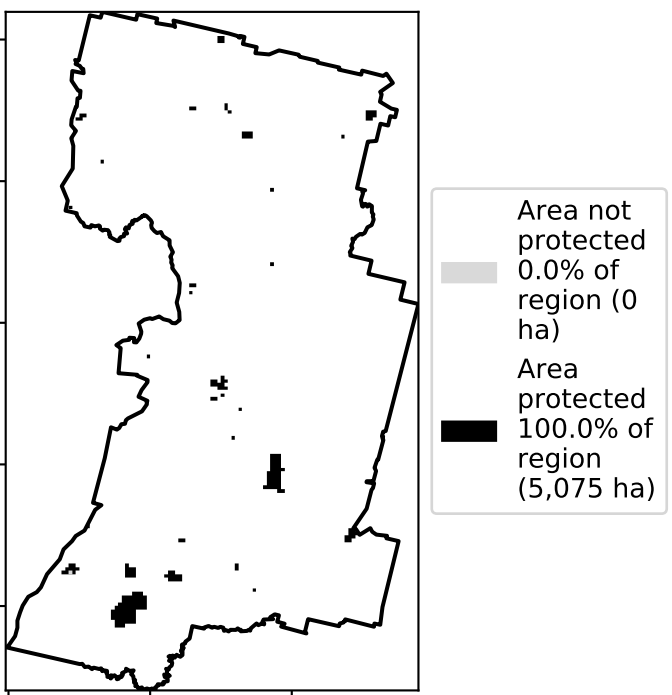 Area not
protected
0.0% of
region (0
ha)
Area
protected
100.0% of
region
(5,075 ha)